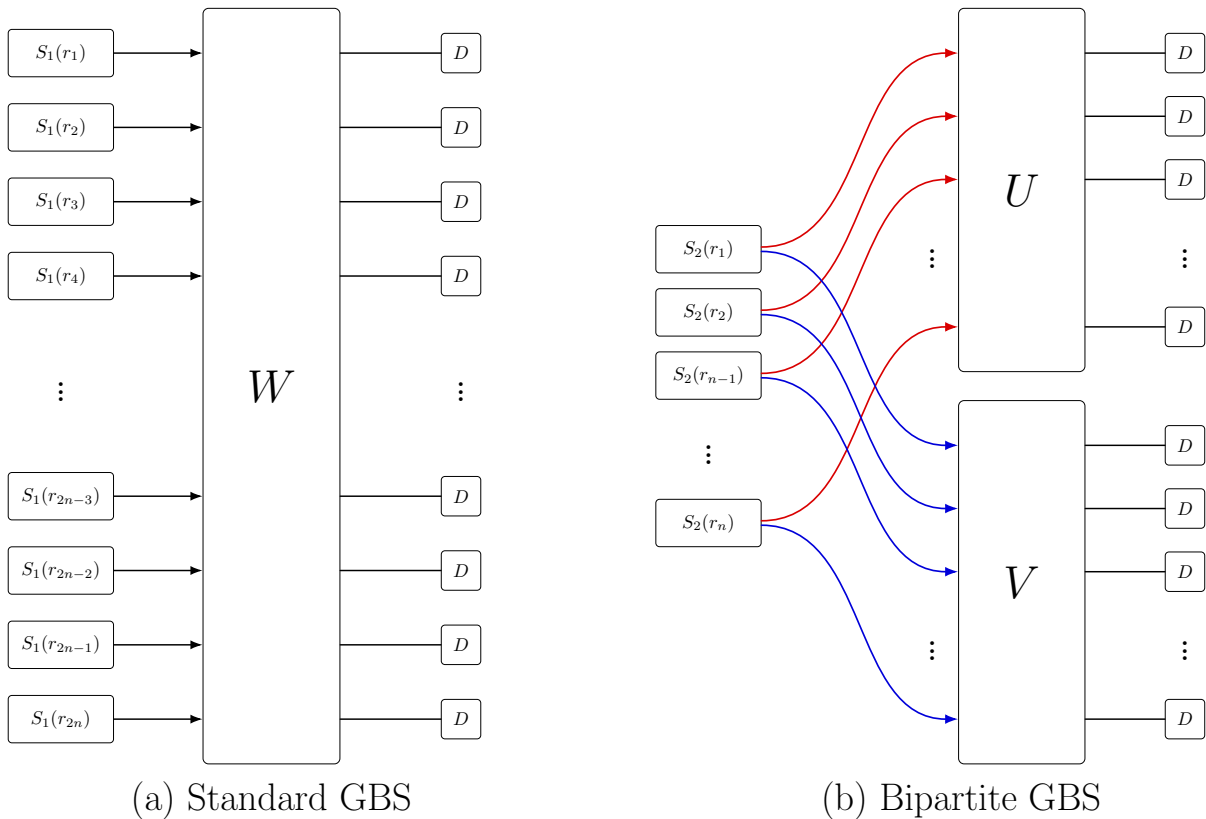 S₁(r₁)
S₁(r₂)
S₁(r₃)
S₁(r₄)
⋮
S₁(r₂ₙ₋₃)
S₁(r₂ₙ₋₂)
S₁(r₂ₙ₋₁)
S₁(r₂ₙ)
W
D
D
D
D
⋮
D
D
D
D
(a) Standard GBS
S₂(r₁)
S₂(r₂)
S₂(rₙ₋₁)
⋮
S₂(rₙ)
U
⋮
V
⋮
D
D
D
⋮
D
D
D
D
⋮
D
(b) Bipartite GBS